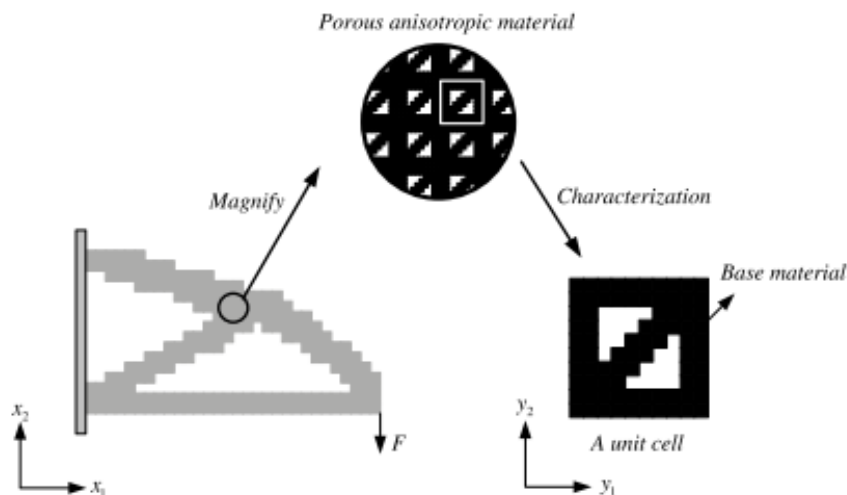 Porous anisotropic material
Magnify
Characterization
Base material
x₂
F
x₁
y₂
A unit cell
y₁